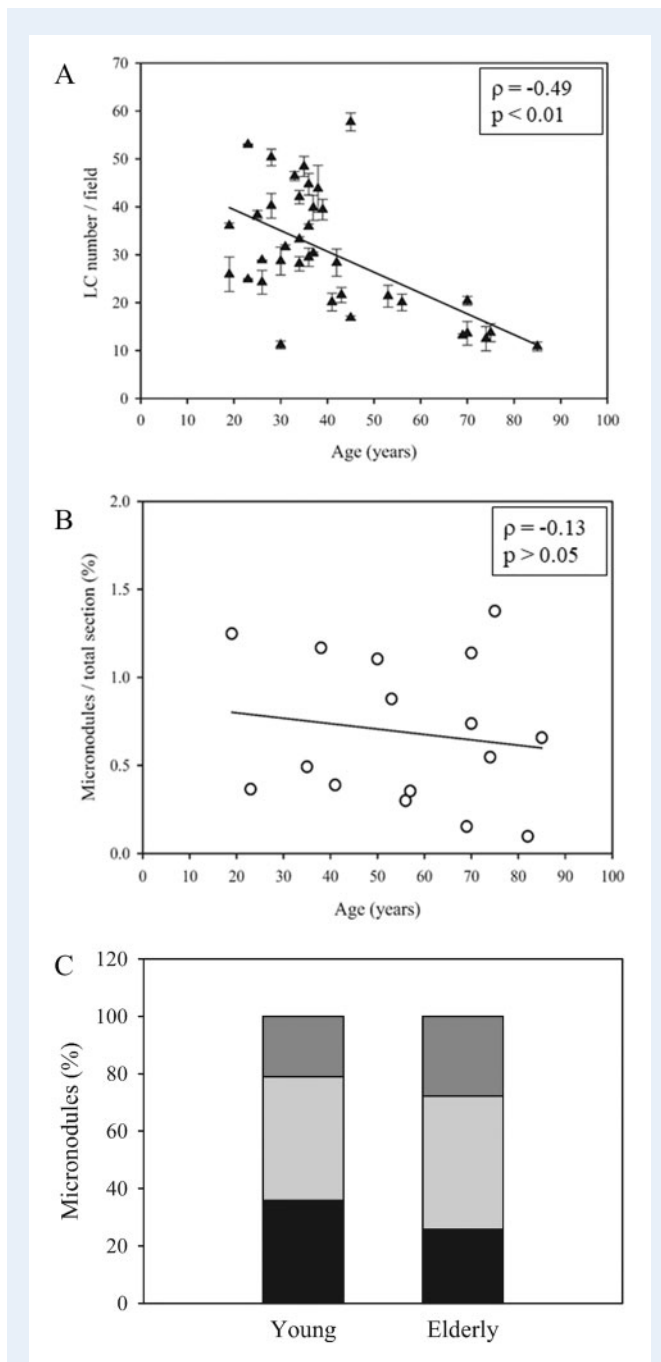 A
ρ = -0.49
p < 0.01
LC number / field
70
60
50
40
30
20
10
0
0 10 20 30 40 50 60 70 80 90 100
Age (years)
B
ρ = -0.13
p > 0.05
Micronodules / total section (%)
2.0
1.5
1.0
0.5
0.0
0 10 20 30 40 50 60 70 80 90 100
Age (years)
C
Micronodules (%)
120
100
80
60
40
20
0
Young Elderly